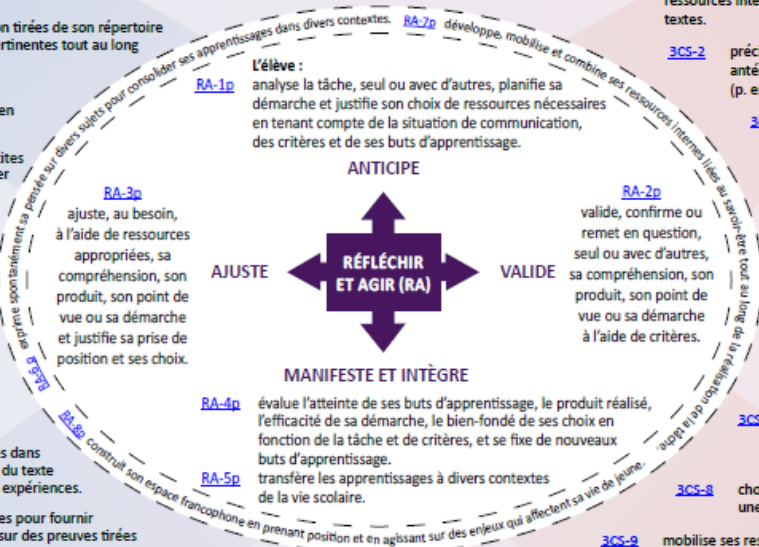 on tirées de son répertoire
ertinentes tout au long
en
ites
er
s dans
du texte
expériences.
es pour fournir
sur des preuves tirées
RA-6p exprime spontanément sa pensée sur divers sujets pour consolider ses apprentissages dans divers contextes.
RA-7p développe, mobilise et combine ses ressources internes liées au savoir-être tout au long de la réalisation de la tâche.
RA-8p construit son espace francophone en prenant position et en agissant sur des enjeux qui affectent sa vie de jeune.
L'élève :
RA-1p analyse la tâche, seul ou avec d'autres, planifie sa
démarche et justifie son choix de ressources nécessaires
en tenant compte de la situation de communication,
des critères et de ses buts d'apprentissage.
ANTICIPE
RA-3p
ajuste, au besoin,
à l'aide de ressources
appropriées, sa
compréhension, son
produit, son point de
vue ou sa démarche
et justifie sa prise de
position et ses choix.
AJUSTE
RÉFLÉCHIR
ET AGIR (RA)
VALIDE
RA-2p
valide, confirme ou
remet en question,
seul ou avec d'autres,
sa compréhension, son
produit, son point de
vue ou sa démarche
à l'aide de critères.
MANIFESTE ET INTÈGRE
RA-4p évalue l'atteinte de ses buts d'apprentissage, le produit réalisé,
l'efficacité de sa démarche, le bien-fondé de ses choix en
fonction de la tâche et de critères, et se fixe de nouveaux
buts d'apprentissage.
RA-5p transfère les apprentissages à divers contextes
de la vie scolaire.
ressources inte
textes.
3CS-2 préci
anté
(p. e
3
3CS
3CS-8 cho
une
3CS-9 mobilise ses res